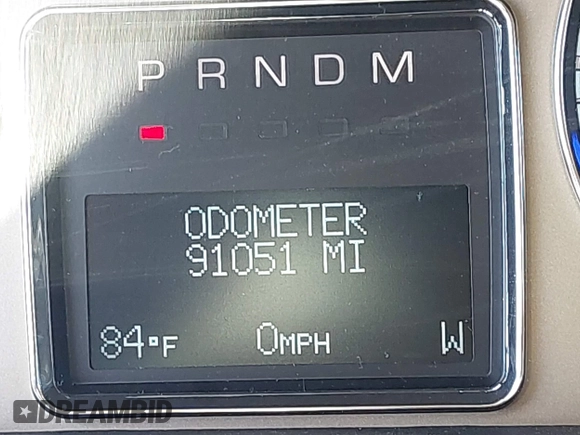 P R N D M
ODOMETER
91051 MI
84°F 0MPH W
DREAMBID